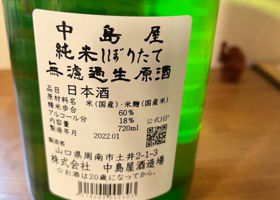 中島屋
純米しぼりたて
無濾過生原酒
品目 日本酒
原材料名 米(国産)・米麹(国産米)
精米歩合 60%
アルコール分 18%
内容量 720ml
製造年月 2022.01
公式HP
製造者
山口県周南市土井2-1-3
株式会社 中島屋酒造場
☆お酒は20歳になってから。